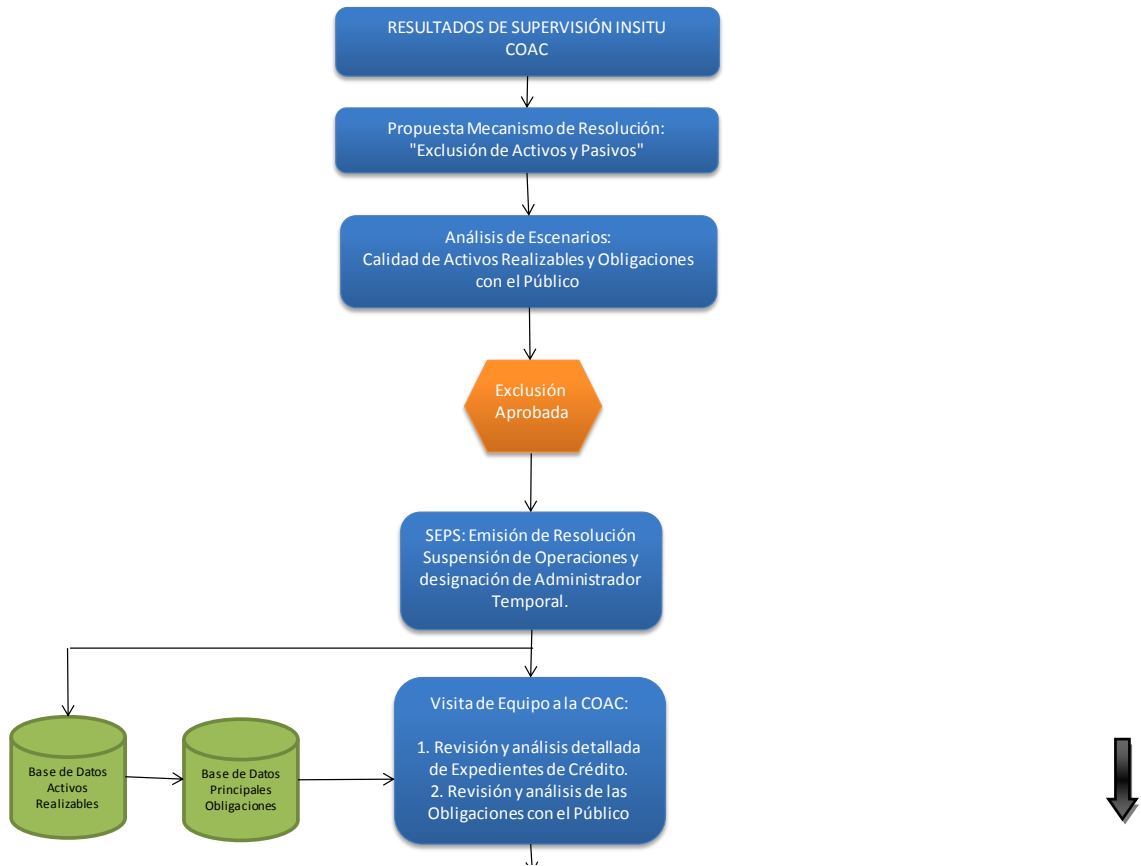 RESULTADOS DE SUPERVISIÓN INSITU
COAC
Propuesta Mecanismo de Resolución:
"Exclusión de Activos y Pasivos"
Análisis de Escenarios:
Calidad de Activos Realizables y Obligaciones
con el Público
Exclusión
Aprobada
SEPS: Emisión de Resolución
Suspensión de Operaciones y
designación de Administrador
Temporal.
Visita de Equipo a la COAC:
1. Revisión y análisis detallada
de Expedientes de Crédito.
2. Revisión y análisis de las
Obligaciones con el Público
Base de Datos
Activos
Realizables
Base de Datos
Principales
Obligaciones